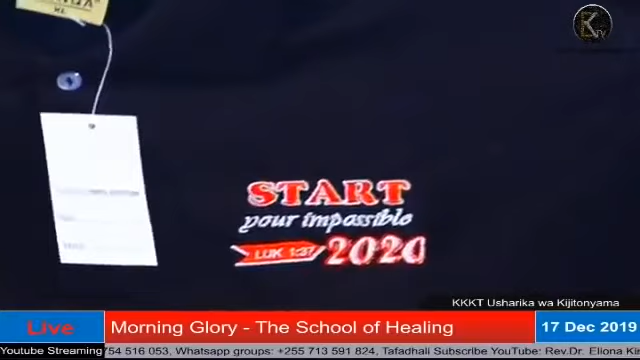 XL
START
your impossible
LUK 1:37 2020
KKKT Usharika wa Kijitonyama
Live
Morning Glory - The School of Healing
17 Dec 2019
Youtube Streaming
754 516 053, Whatsapp groups: +255 713 591 824, Tafadhali Subscribe YouTube: Rev.Dr. Eliona Ki